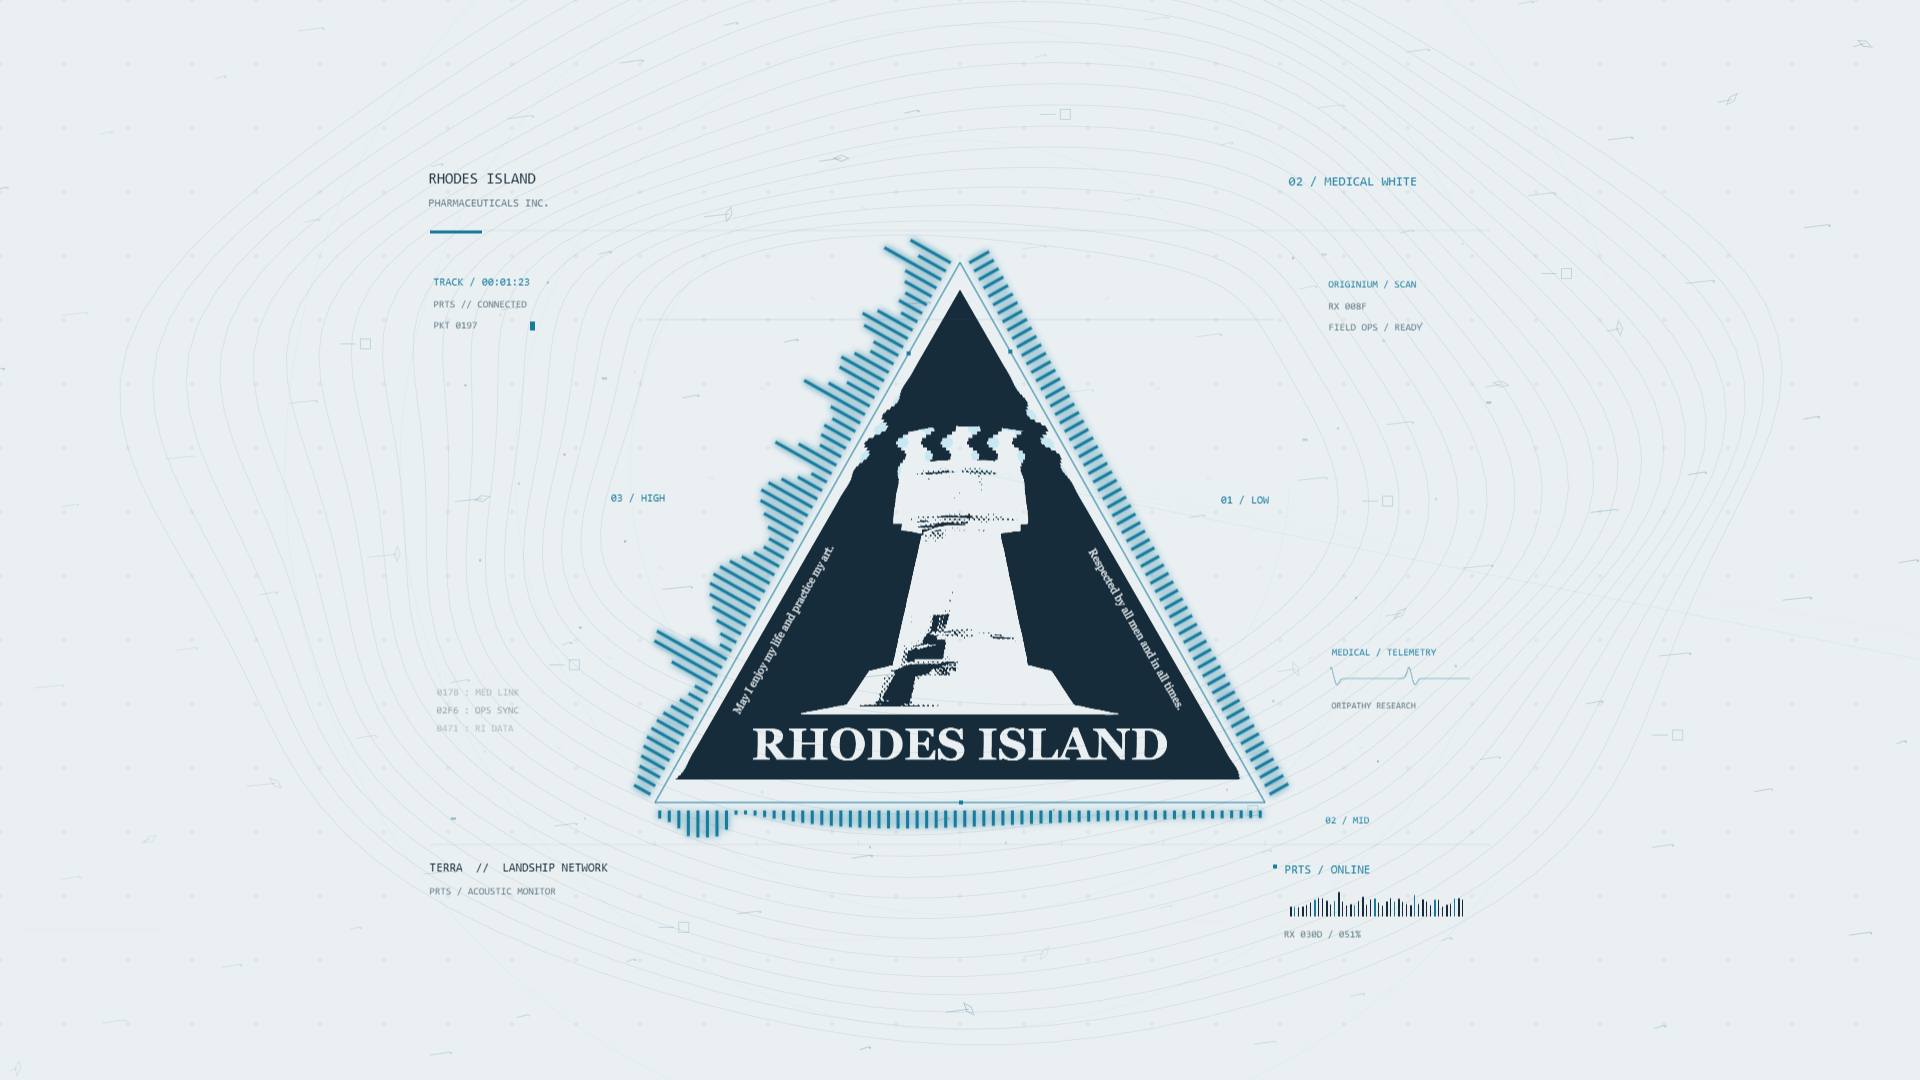 RHODES ISLAND
PHARMACEUTICALS INC.
02 / MEDICAL WHITE
TRACK / 00:01:23
PRTS // CONNECTED
PKT 0197
ORIGINIUM / SCAN
RX 008F
FIELD OPS / READY
03 / HIGH
01 / LOW
May I enjoy my life and practice my art.
Respected by all men and in all times.
MEDICAL / TELEMETRY
ORIPATHY RESEARCH
017B : MED LINK
02F6 : OPS SYNC
0471 : RI DATA
RHODES ISLAND
02 / MID
TERRA // LANDSHIP NETWORK
PRTS / ACOUSTIC MONITOR
PRTS / ONLINE
RX 030D / 051%